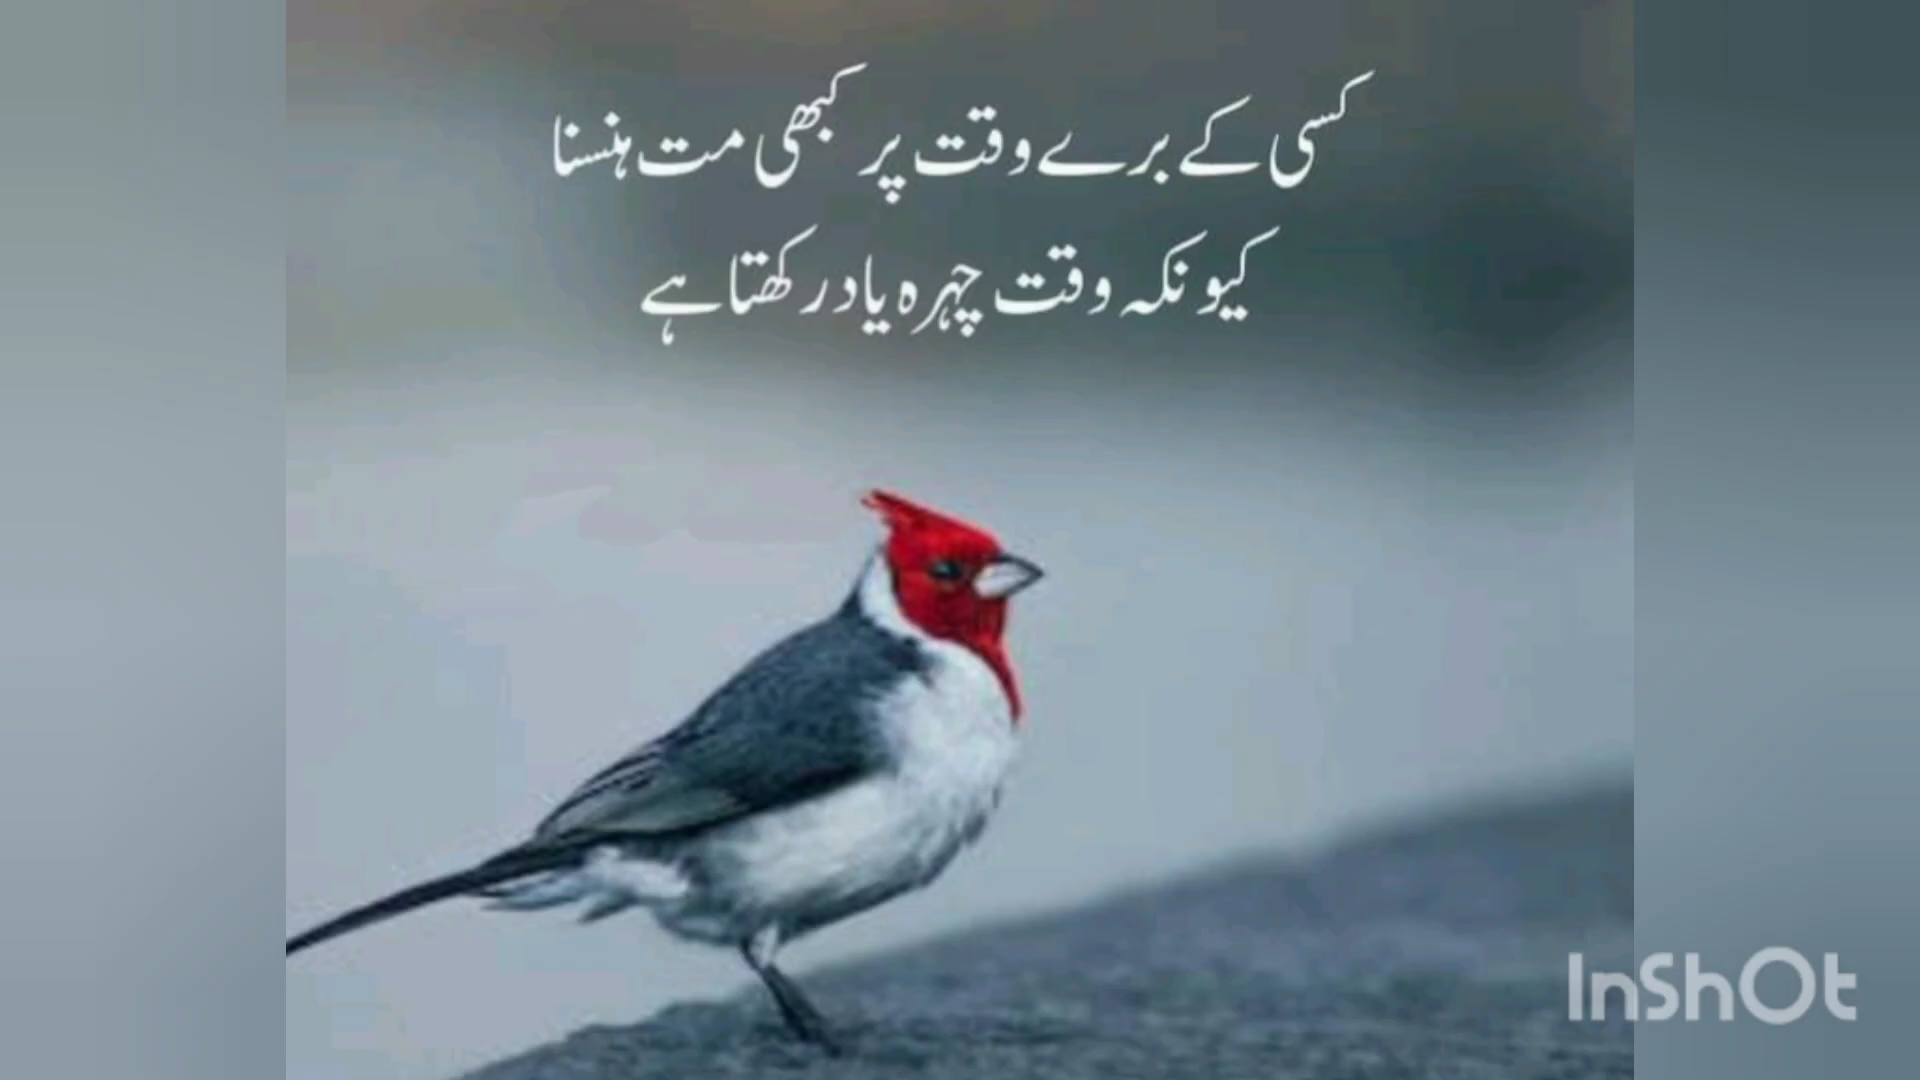 کسی کے برے وقت پر کبھی مت ہنسنا
کیونکہ وقت چہرہ یاد رکھتا ہے
InShOt